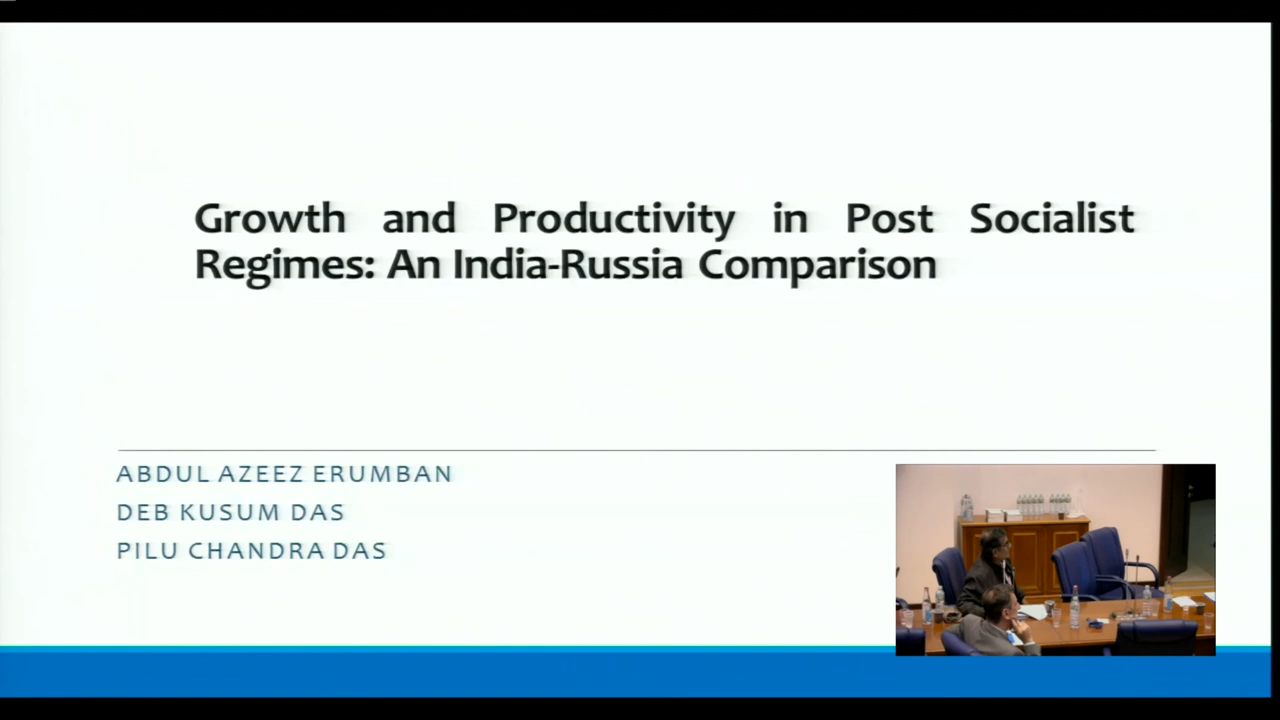 Growth and Productivity in Post Socialist
Regimes: An India-Russia Comparison
ABDUL AZEEZ ERUMBAN
DEB KUSUM DAS
PILU CHANDRA DAS